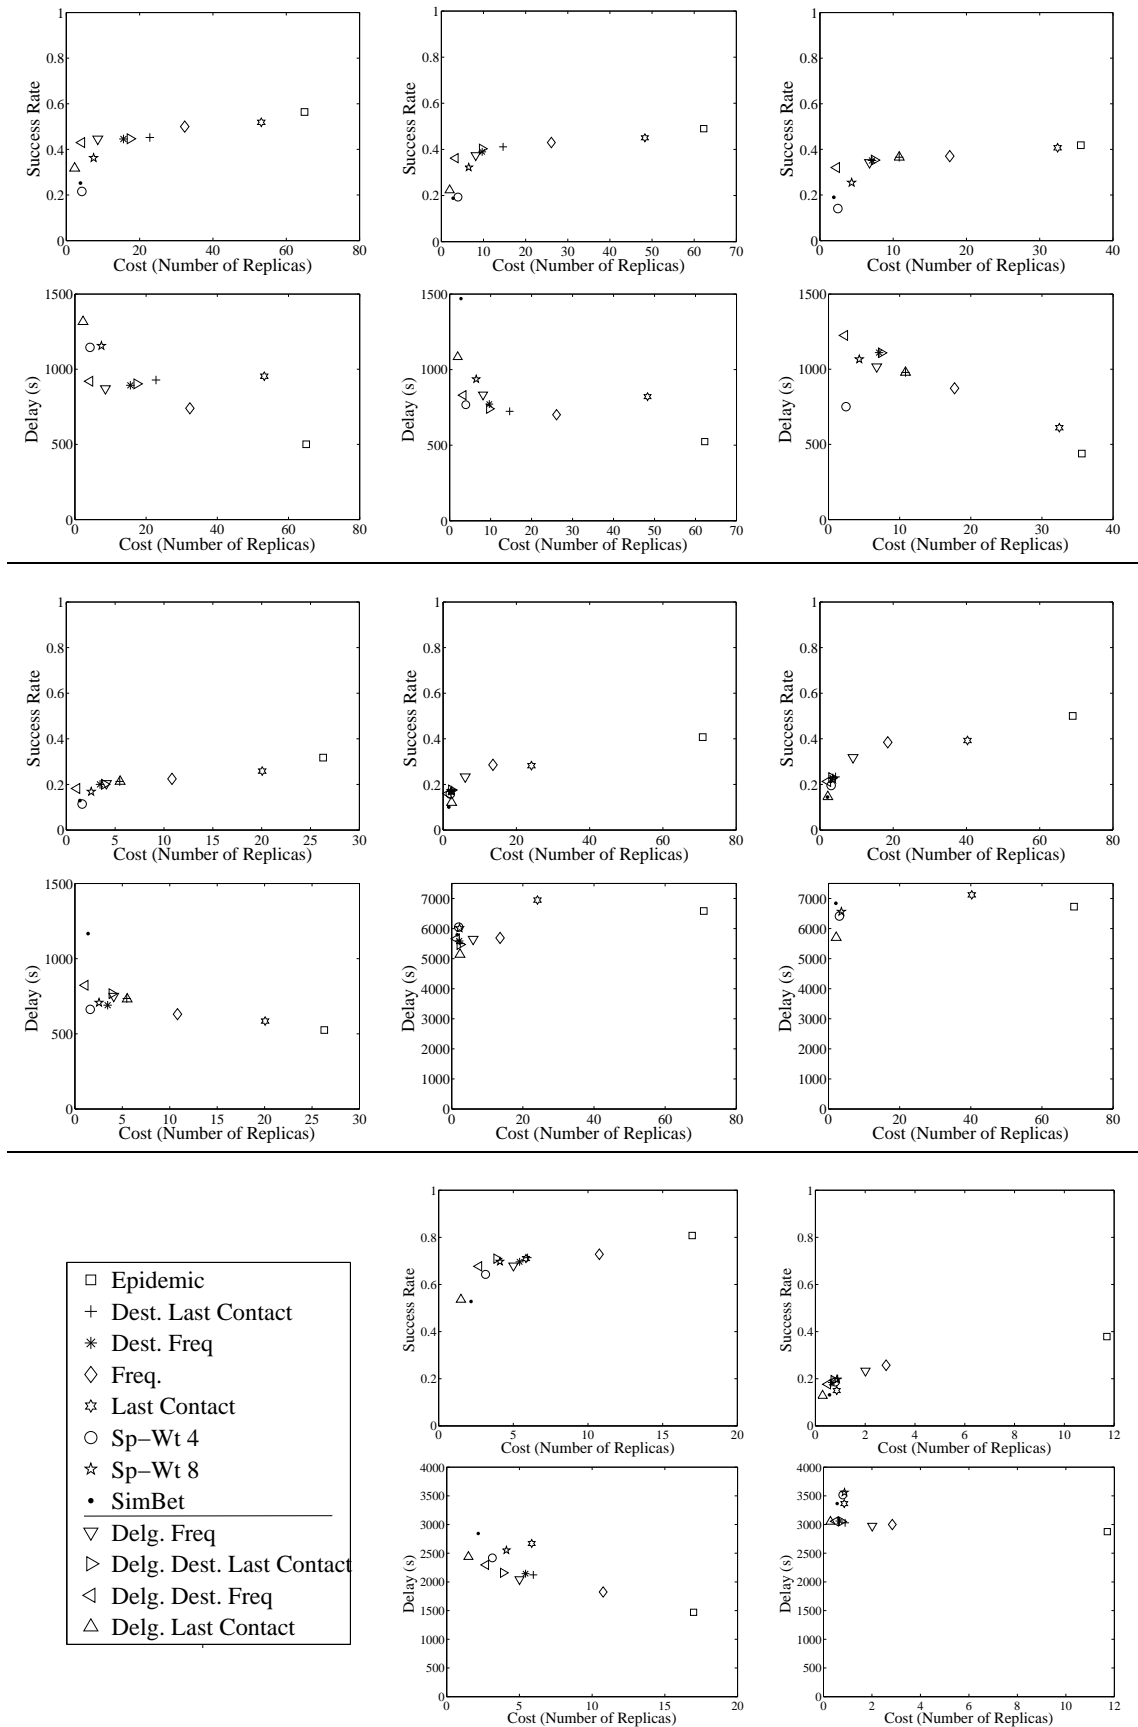 1
0.8
0.6
0.4
0.2
0
Success Rate
0 20 40 60 80
Cost (Number of Replicas)
1
0.8
0.6
0.4
0.2
0
Success Rate
0 10 20 30 40 50 60 70
Cost (Number of Replicas)
1
0.8
0.6
0.4
0.2
0
Success Rate
0 10 20 30 40
Cost (Number of Replicas)
1500
1000
500
0
Delay (s)
0 20 40 60 80
Cost (Number of Replicas)
1500
1000
500
0
Delay (s)
0 10 20 30 40 50 60 70
Cost (Number of Replicas)
1500
1000
500
0
Delay (s)
0 10 20 30 40
Cost (Number of Replicas)
1
0.8
0.6
0.4
0.2
0
Success Rate
0 5 10 15 20 25 30
Cost (Number of Replicas)
1
0.8
0.6
0.4
0.2
0
Success Rate
0 20 40 60 80
Cost (Number of Replicas)
1
0.8
0.6
0.4
0.2
0
Success Rate
0 20 40 60 80
Cost (Number of Replicas)
1500
1000
500
0
Delay (s)
0 5 10 15 20 25 30
Cost (Number of Replicas)
7000
6000
5000
4000
3000
2000
1000
0
Delay (s)
0 20 40 60 80
Cost (Number of Replicas)
7000
6000
5000
4000
3000
2000
1000
0
Delay (s)
0 20 40 60 80
Cost (Number of Replicas)
Epidemic
Dest. Last Contact
Dest. Freq
Freq.
Last Contact
Sp−Wt 4
Sp−Wt 8
SimBet
Delg. Freq
Delg. Dest. Last Contact
Delg. Dest. Freq
Delg. Last Contact
1
0.8
0.6
0.4
0.2
0
Success Rate
0 5 10 15 20
Cost (Number of Replicas)
1
0.8
0.6
0.4
0.2
0
Success Rate
0 2 4 6 8 10 12
Cost (Number of Replicas)
4000
3500
3000
2500
2000
1500
1000
500
0
Delay (s)
0 5 10 15 20
Cost (Number of Replicas)
4000
3500
3000
2500
2000
1500
1000
500
0
Delay (s)
0 2 4 6 8 10 12
Cost (Number of Replicas)